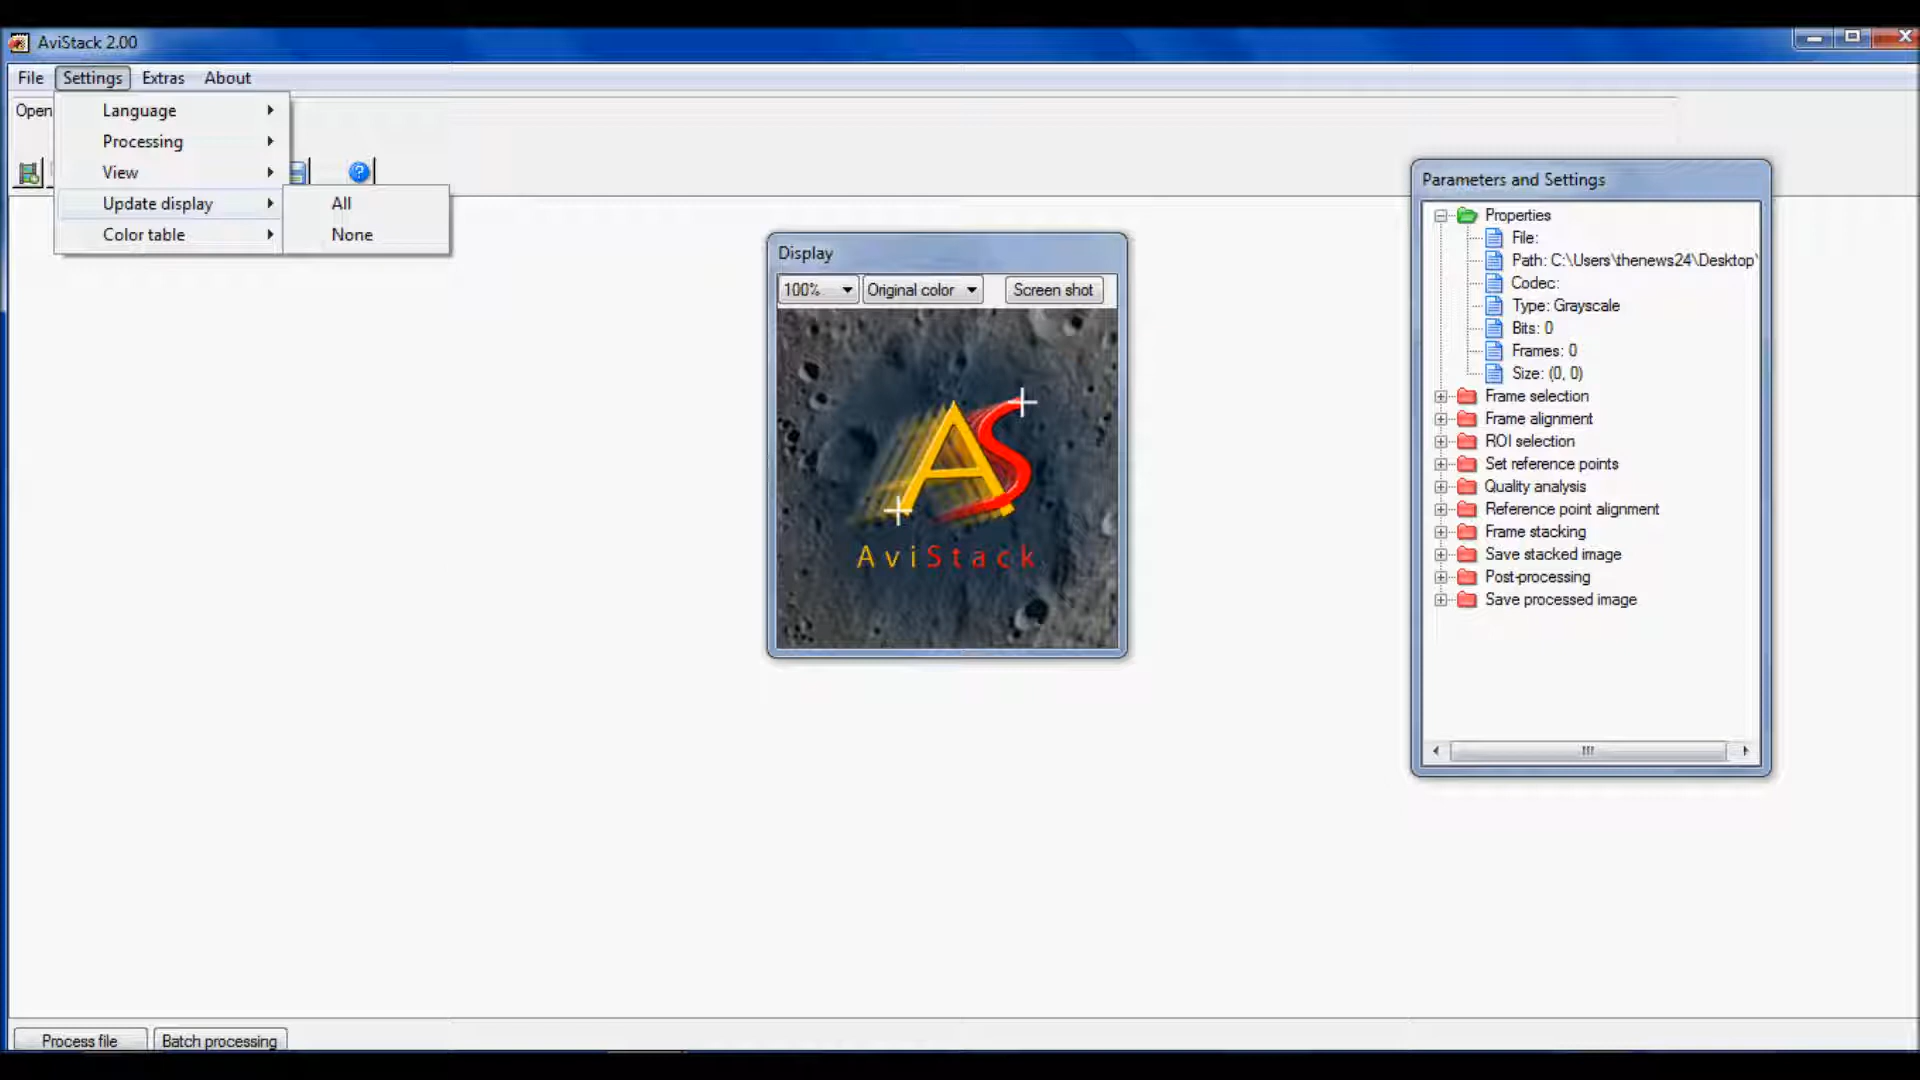 AviStack 2.00
File Settings Extras About
Open
Language
Processing
View
Update display
Color table
All
None
Display
100% Original color Screen shot
AS
AviStack
Parameters and Settings
Properties
File:
Path: C:\Users\thenews24\Desktop\
Codec:
Type: Grayscale
Bits: 0
Frames: 0
Size: (0, 0)
Frame selection
Frame alignment
ROI selection
Set reference points
Quality analysis
Reference point alignment
Frame stacking
Save stacked image
Post-processing
Save processed image
Process file Batch processing